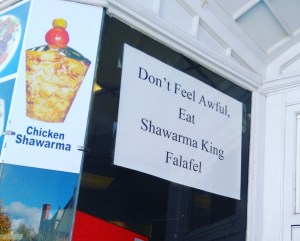 Chicken
Shawarma
Don't Feel Awful,
Eat
Shawarma King
Falafel